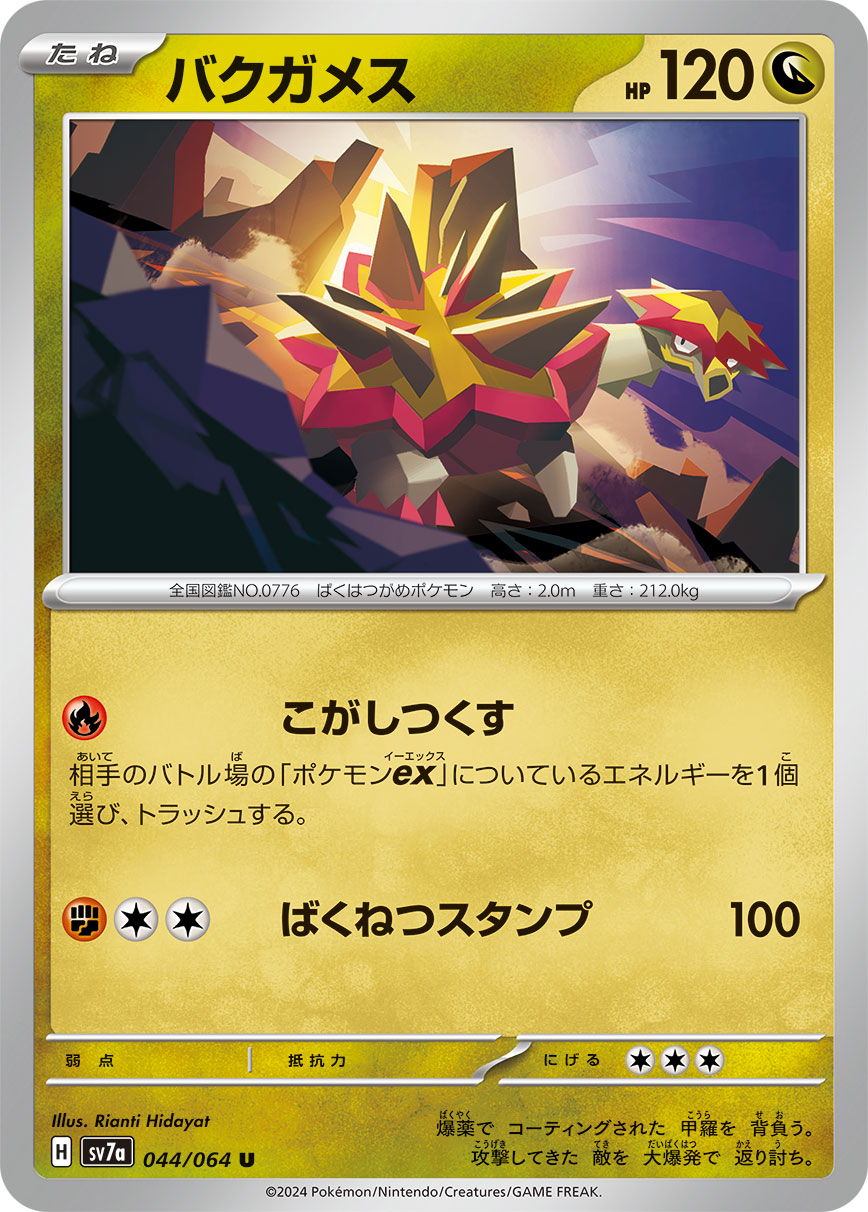 たね
バクガメス
HP 120
全国図鑑NO.0776 ばくはつがめポケモン 高さ：2.0m 重さ：212.0kg
こがしつくす
相手のバトル場の「ポケモンex」についているエネルギーを1個
選び、トラッシュする。
ばくねつスタンプ 100
弱点 抵抗力 にげる
Illus. Rianti Hidayat
爆薬で コーティングされた 甲羅を 背負う。
攻撃してきた 敵を 大爆発で 返り討ち。
H sv7a 044/064 U
©2024 Pokémon/Nintendo/Creatures/GAME FREAK.